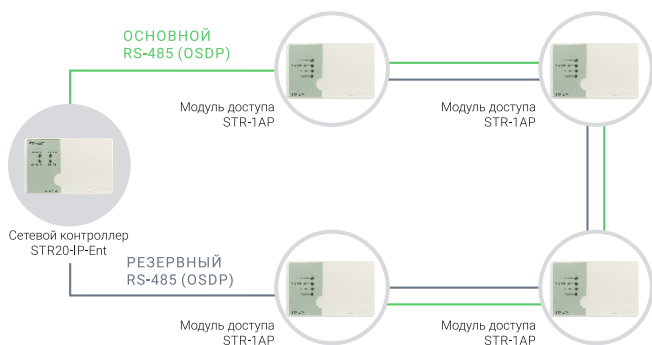 ОСНОВНОЙ
RS-485 (OSDP)
Модуль доступа
STR-1AP
Модуль доступа
STR-1AP
Сетевой контроллер
STR20-IP-Ent
РЕЗЕРВНЫЙ
RS-485 (OSDP)
Модуль доступа
STR-1AP
Модуль доступа
STR-1AP